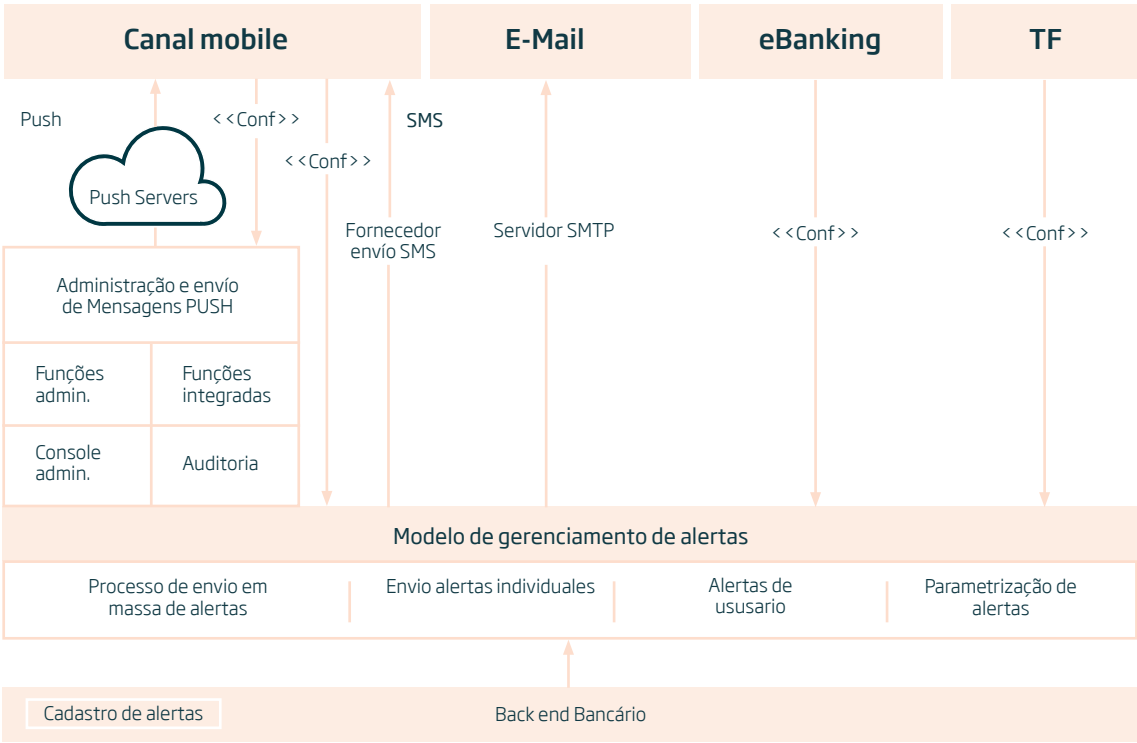 Canal mobile
E-Mail
eBanking
TF
Push
<<Conf>>
SMS
<<Conf>>
Push Servers
Fornecedor
envío SMS
Servidor SMTP
<<Conf>>
<<Conf>>
Administração e envío
de Mensagens PUSH
Funções
admin.
Funções
integradas
Console
admin.
Auditoria
Modelo de gerenciamento de alertas
Processo de envio em
massa de alertas
Envio alertas individuales
Alertas de
ususario
Parametrização de
alertas
Cadastro de alertas
Back end Bancário